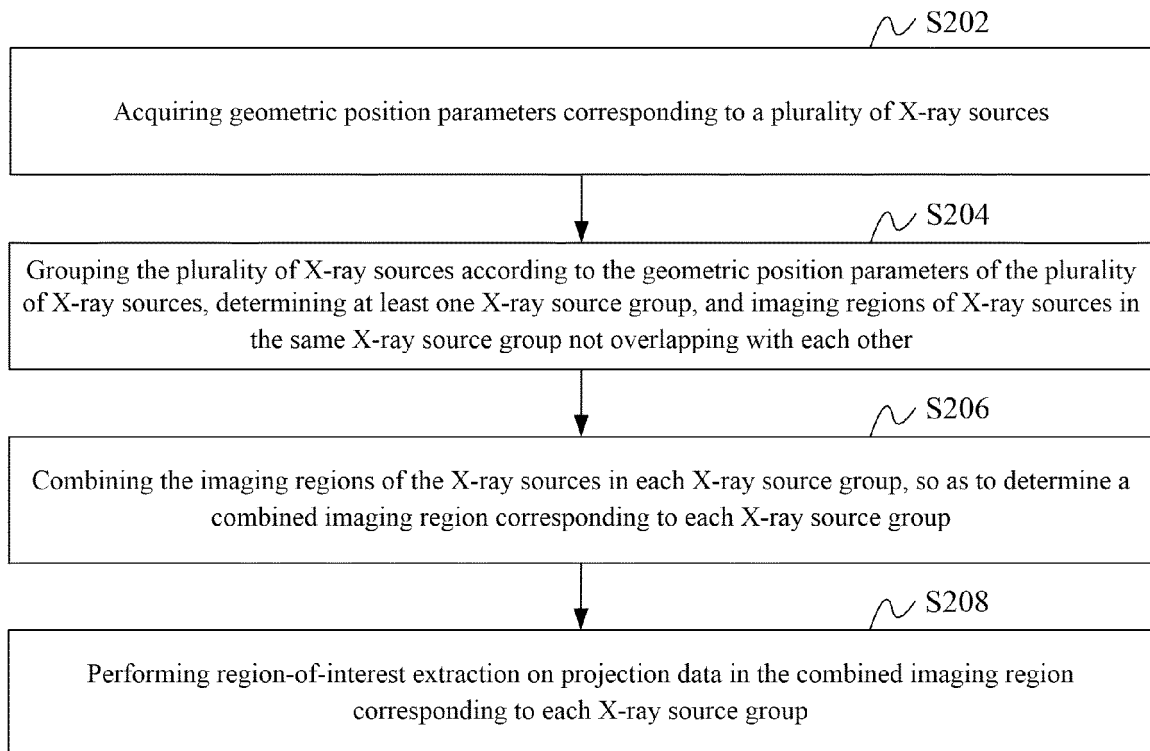 S202
Acquiring geometric position parameters corresponding to a plurality of X-ray sources
S204
Grouping the plurality of X-ray sources according to the geometric position parameters of the plurality
of X-ray sources, determining at least one X-ray source group, and imaging regions of X-ray sources in
the same X-ray source group not overlapping with each other
S206
Combining the imaging regions of the X-ray sources in each X-ray source group, so as to determine a
combined imaging region corresponding to each X-ray source group
S208
Performing region-of-interest extraction on projection data in the combined imaging region
corresponding to each X-ray source group